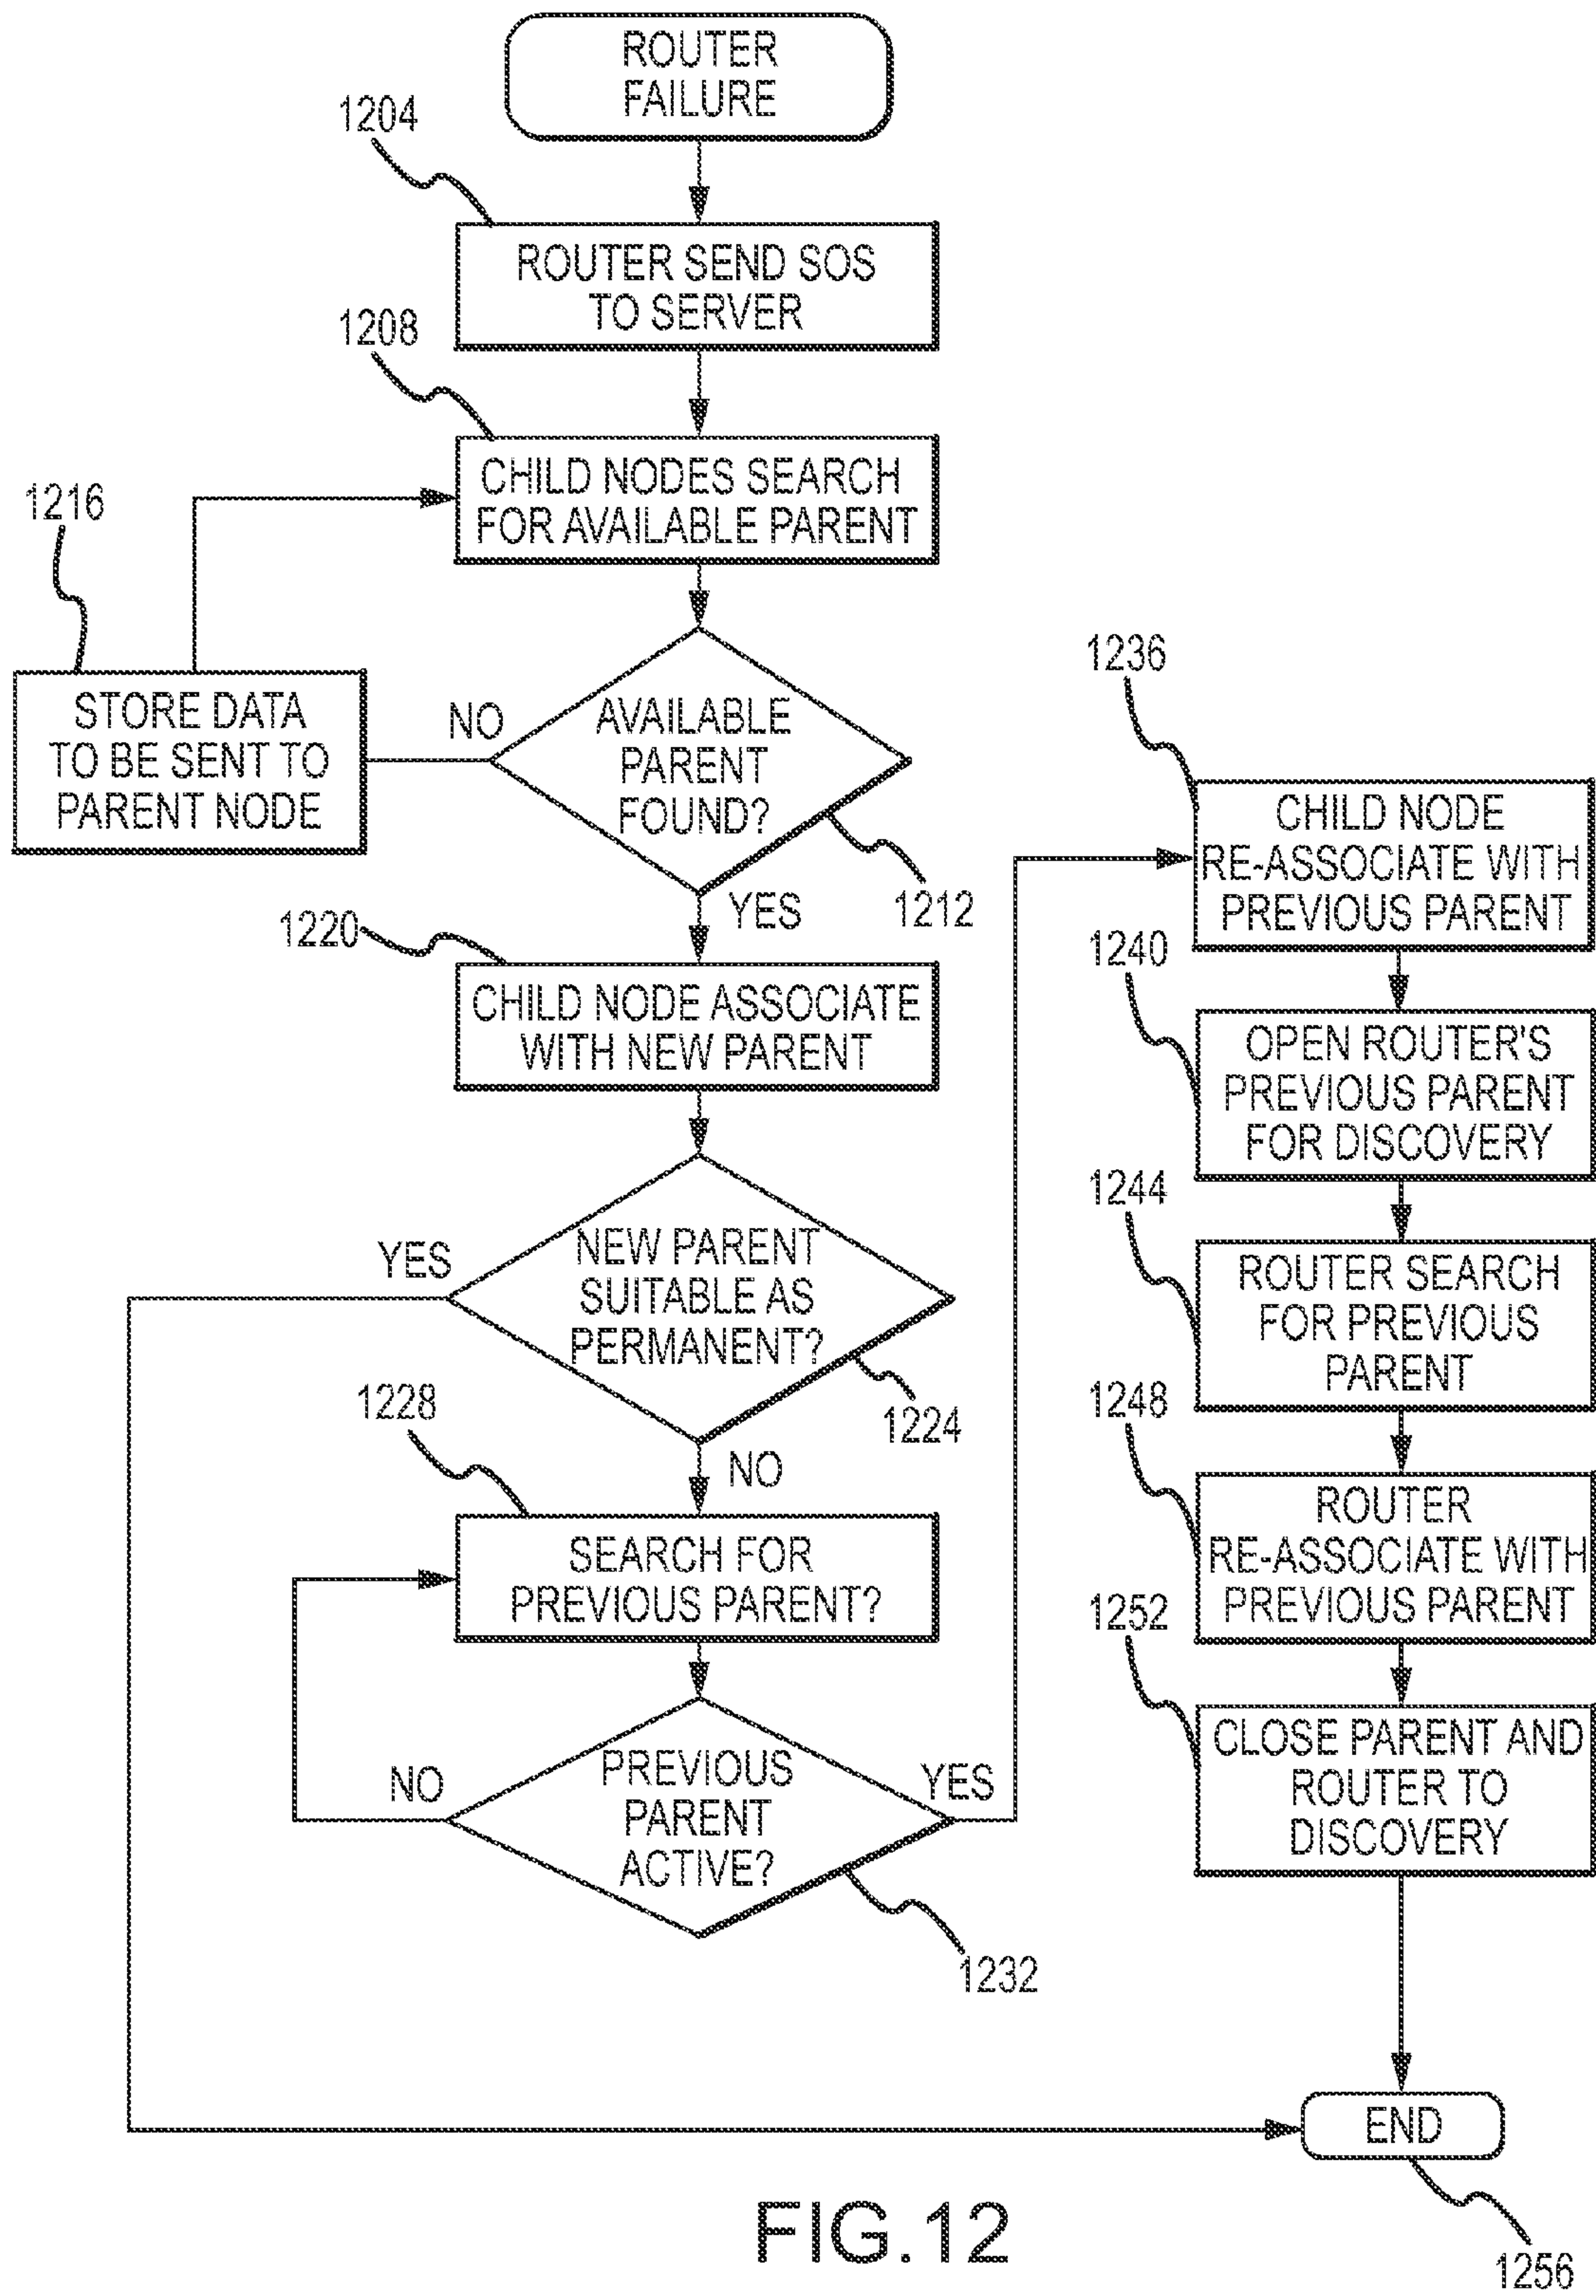 ROUTER
FAILURE
1204
ROUTER SEND SOS
TO SERVER
1208
CHILD NODES SEARCH
FOR AVAILABLE PARENT
1216
STORE DATA
TO BE SENT TO
PARENT NODE
NO
AVAILABLE
PARENT
FOUND?
1212
YES
1220
CHILD NODE ASSOCIATE
WITH NEW PARENT
YES
NEW PARENT
SUITABLE AS
PERMANENT?
1224
NO
1228
SEARCH FOR
PREVIOUS PARENT?
NO
PREVIOUS
PARENT
ACTIVE?
YES
1232
1236
CHILD NODE
RE-ASSOCIATE WITH
PREVIOUS PARENT
1240
OPEN ROUTER'S
PREVIOUS PARENT
FOR DISCOVERY
1244
ROUTER SEARCH
FOR PREVIOUS
PARENT
1248
ROUTER
RE-ASSOCIATE WITH
PREVIOUS PARENT
1252
CLOSE PARENT AND
ROUTER TO
DISCOVERY
END
1256
FIG.12